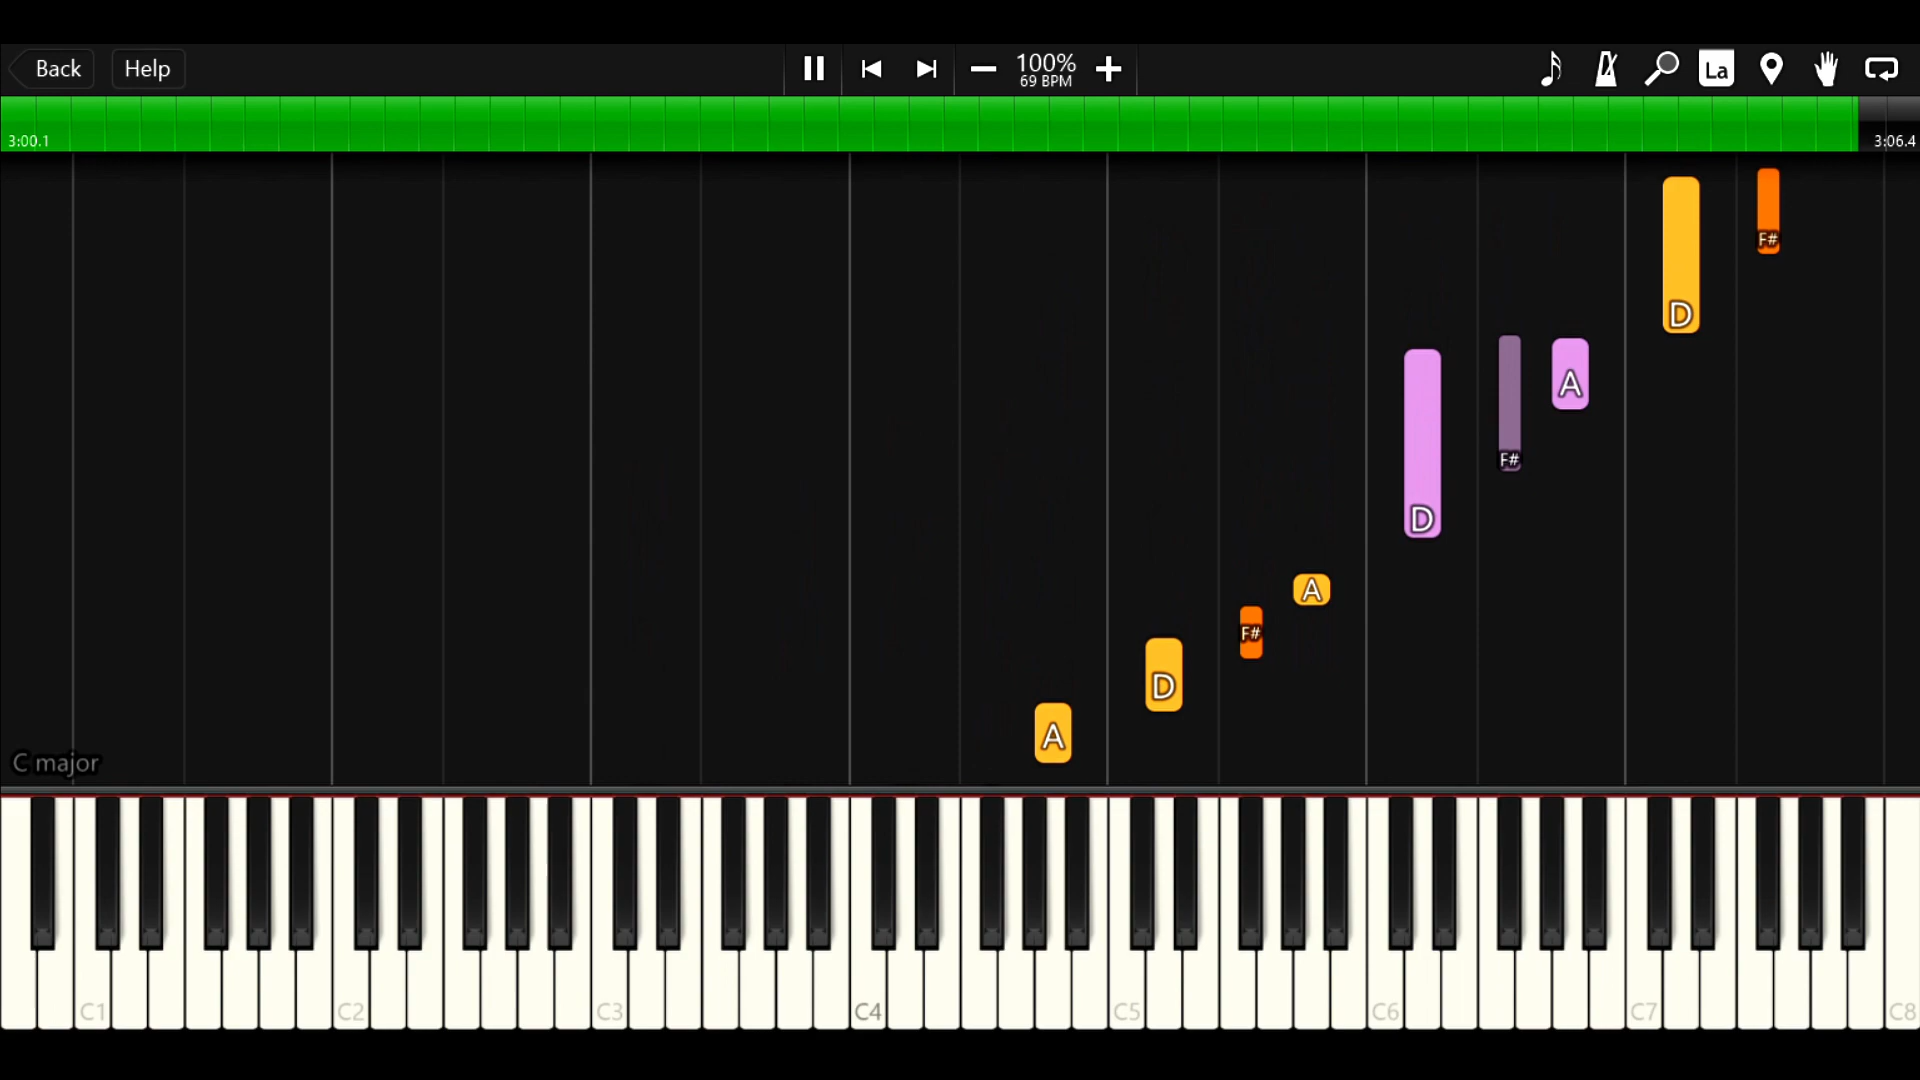 Back Help 100% La
69 BPM
3:00.1 3:06.4
F#
D
A
F#
D
A
F#
D
A
C major
C1 C2 C3 C4 C5 C6 C7 C8